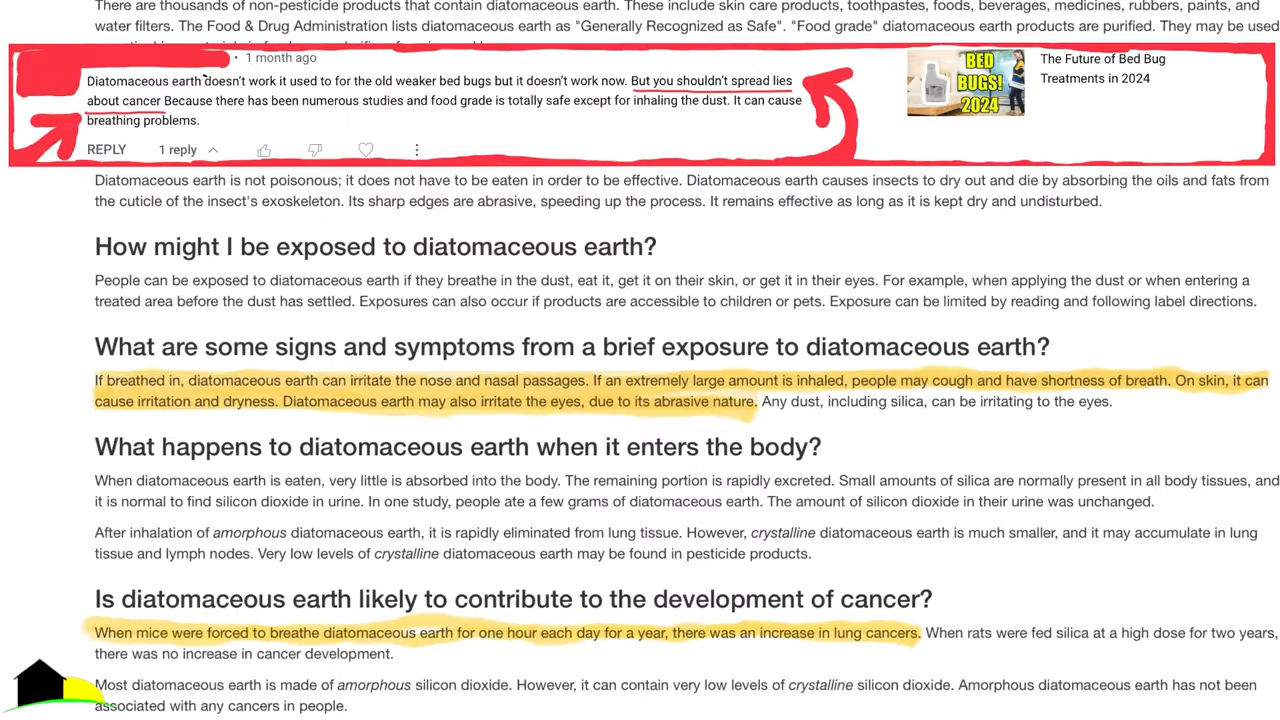 There are thousands of non-pesticide products that contain diatomaceous earth. These include skin care products, toothpastes, foods, beverages, medicines, rubbers, paints, and
water filters. The Food & Drug Administration lists diatomaceous earth as "Generally Recognized as Safe". "Food grade" diatomaceous earth products are purified. They may be used
• 1 month ago
Diatomaceous earth doesn't work it used to for the old weaker bed bugs but it doesn't work now. But you shouldn't spread lies
about cancer Because there has been numerous studies and food grade is totally safe except for inhaling the dust. It can cause
breathing problems.
REPLY 1 reply
BED
BUGS!
2024
The Future of Bed Bug
Treatments in 2024
Diatomaceous earth is not poisonous; it does not have to be eaten in order to be effective. Diatomaceous earth causes insects to dry out and die by absorbing the oils and fats from
the cuticle of the insect's exoskeleton. Its sharp edges are abrasive, speeding up the process. It remains effective as long as it is kept dry and undisturbed.
How might I be exposed to diatomaceous earth?
People can be exposed to diatomaceous earth if they breathe in the dust, eat it, get it on their skin, or get it in their eyes. For example, when applying the dust or when entering a
treated area before the dust has settled. Exposures can also occur if products are accessible to children or pets. Exposure can be limited by reading and following label directions.
What are some signs and symptoms from a brief exposure to diatomaceous earth?
If breathed in, diatomaceous earth can irritate the nose and nasal passages. If an extremely large amount is inhaled, people may cough and have shortness of breath. On skin, it can
cause irritation and dryness. Diatomaceous earth may also irritate the eyes, due to its abrasive nature. Any dust, including silica, can be irritating to the eyes.
What happens to diatomaceous earth when it enters the body?
When diatomaceous earth is eaten, very little is absorbed into the body. The remaining portion is rapidly excreted. Small amounts of silica are normally present in all body tissues, and
it is normal to find silicon dioxide in urine. In one study, people ate a few grams of diatomaceous earth. The amount of silicon dioxide in their urine was unchanged.
After inhalation of amorphous diatomaceous earth, it is rapidly eliminated from lung tissue. However, crystalline diatomaceous earth is much smaller, and it may accumulate in lung
tissue and lymph nodes. Very low levels of crystalline diatomaceous earth may be found in pesticide products.
Is diatomaceous earth likely to contribute to the development of cancer?
When mice were forced to breathe diatomaceous earth for one hour each day for a year, there was an increase in lung cancers. When rats were fed silica at a high dose for two years,
there was no increase in cancer development.
Most diatomaceous earth is made of amorphous silicon dioxide. However, it can contain very low levels of crystalline silicon dioxide. Amorphous diatomaceous earth has not been
associated with any cancers in people.